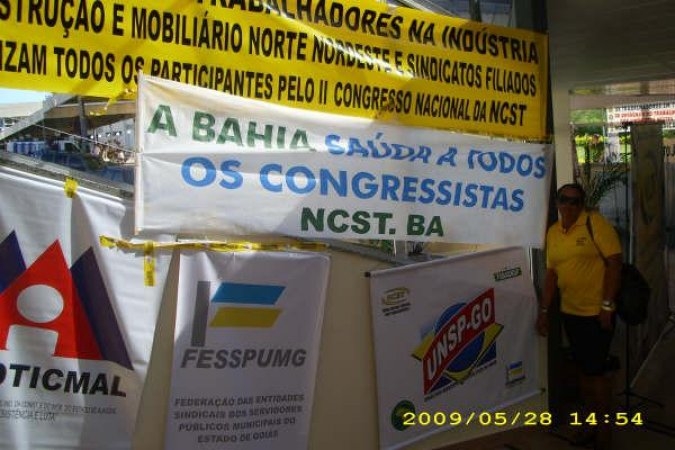 TRABALHADORES NA INDÚSTRIA
STRUÇÃO E MOBILIÁRIO NORTE NORDESTE E SINDICATOS FILIADOS
IZAM TODOS OS PARTICIPANTES PELO II CONGRESSO NACIONAL DA NCST
A BAHIA SAÚDA A TODOS
OS CONGRESSISTAS
NCST. BA
OTICMAL
FESSPUMG
FEDERAÇÃO DAS ENTIDADES
SINDICAIS DOS SERVIDORES
PÚBLICOS MUNICIPAIS DO
ESTADO DE GOIÁS
NCST
UNSP-GO
2009/05/28 14:54